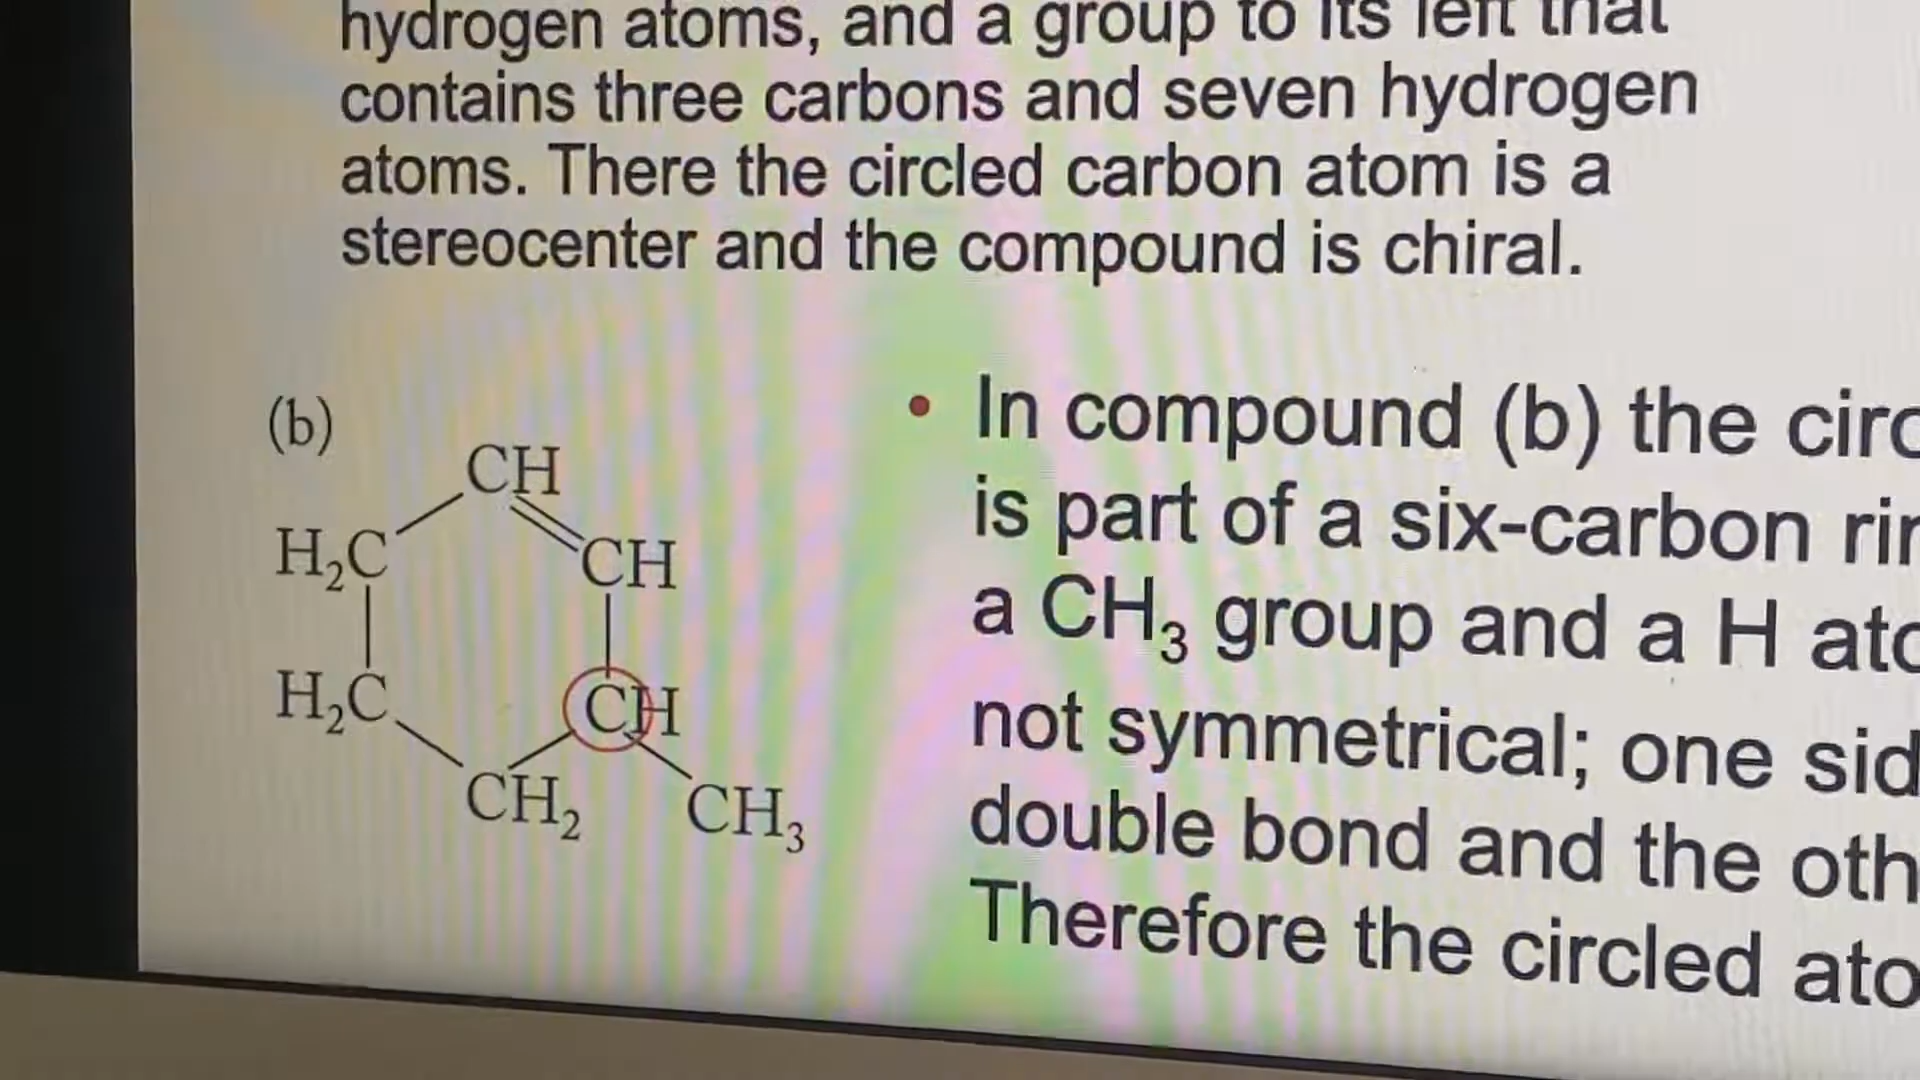 hydrogen atoms, and a group to its left that
contains three carbons and seven hydrogen
atoms. There the circled carbon atom is a
stereocenter and the compound is chiral.
(b)
CH
H₂C
CH
H₂C
CH
CH₂
CH₃
• In compound (b) the circ
is part of a six-carbon rin
a CH₃ group and a H ato
not symmetrical; one sid
double bond and the oth
Therefore the circled ato